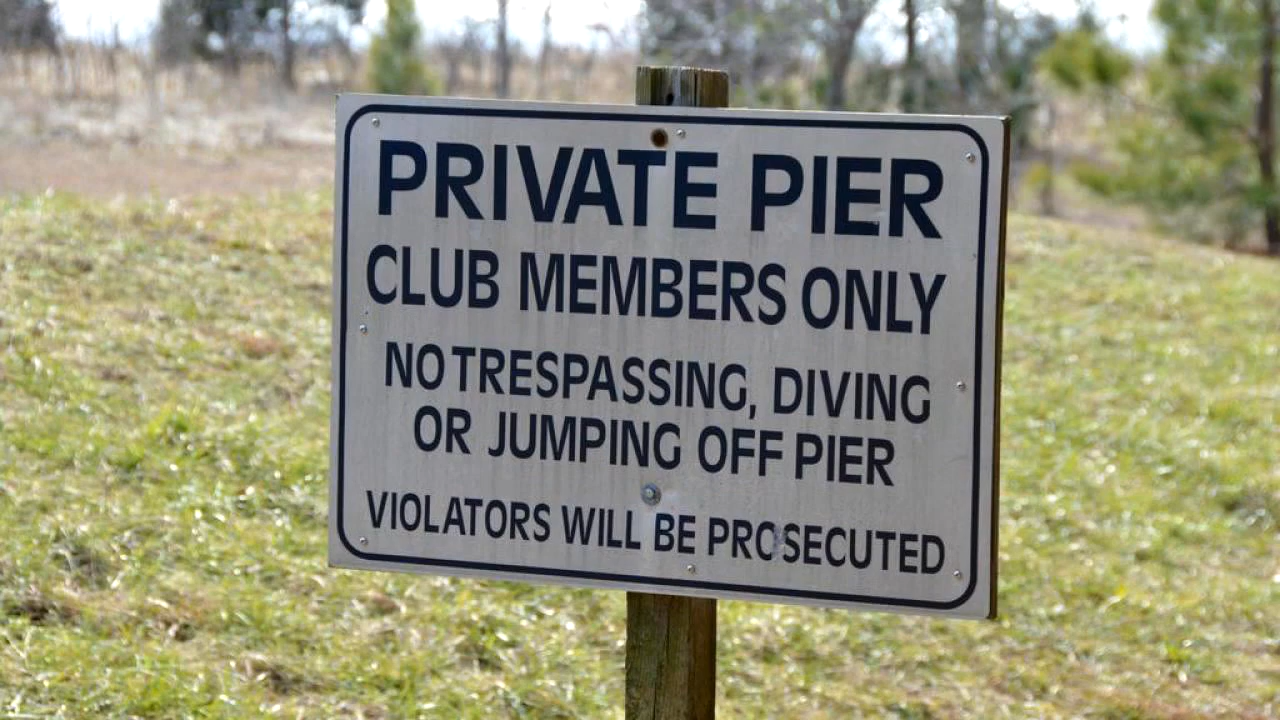 PRIVATE PIER
CLUB MEMBERS ONLY
NO TRESPASSING, DIVING
OR JUMPING OFF PIER
VIOLATORS WILL BE PROSECUTED